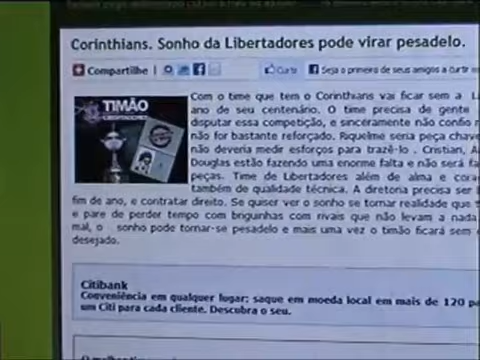 Corinthians. Sonho da Libertadores pode virar pesadelo.
Compartilhe | Curtir Seja o primeiro de seus amigos a curtir
TIMÃO
LIBERTADORES
Com o time que tem o Corinthians vai ficar sem a
ano de seu centenário. O time precisa de gente
disputar essa competição, e sinceramente não confio
não for bastante reforçado. Riquelme seria peça chave
não deveria medir esforços para trazê-lo . Cristian,
Douglas estão fazendo uma enorme falta e não será
peças. Time de Libertadores além de alma e
também de qualidade técnica. A diretoria precisa ser
fim de ano, e contratar direito. Se quiser ver o sonho se tornar realidade que
e pare de perder tempo com briguinhas com rivais que não levam a nada
mal, o sonho pode tornar-se pesadelo e mais uma vez o timão ficará sem
desejado.
Citibank
Conveniência em qualquer lugar: saque em moeda local em mais de 120
um Citi para cada cliente. Descubra o seu.